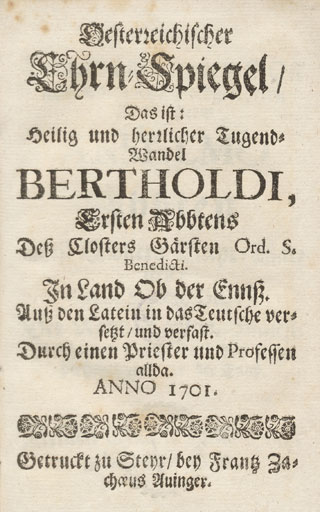 Oesterreichischer
Ehrn-Spiegel/
Das ist:
Heilig und herrlicher Tugend-
Wandel
BERTHOLDI,
Ersten Abbtens
Deß Closters Gärsten Ord. S.
Benedicti.
In Land Ob der Ennß.
Auß den Latein in das Teutsche ver-
setzt/ und verfast.
Durch einen Priester und Professen
allda.
ANNO 1701.
Getruckt zu Steyr/ bey Frantz Za-
chæus Auinger.